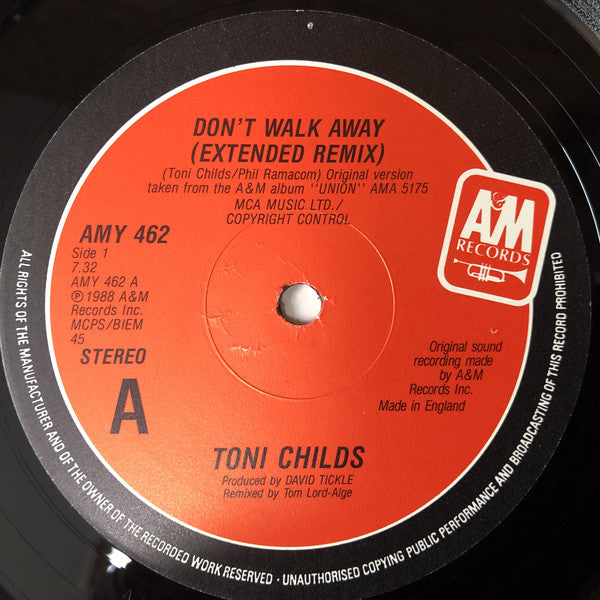 DON'T WALK AWAY
(EXTENDED REMIX)
(Toni Childs/Phil Ramacom) Original version
taken from the A&M album "UNION" AMA 5175
MCA MUSIC LTD./
COPYRIGHT CONTROL
A&M
RECORDS
AMY 462
Side 1
7.32
AMY 462 A
℗ 1988 A&M
Records Inc.
MCPS/BIEM
45
STEREO
A
Original sound
recording made
by A&M
Records Inc.
Made in England
TONI CHILDS
Produced by DAVID TICKLE
Remixed by Tom Lord-Alge
ALL RIGHTS OF THE MANUFACTURER AND OF THE OWNER OF THE RECORDED WORK RESERVED · UNAUTHORISED COPYING PUBLIC PERFORMANCE AND BROADCASTING OF THIS RECORD PROHIBITED